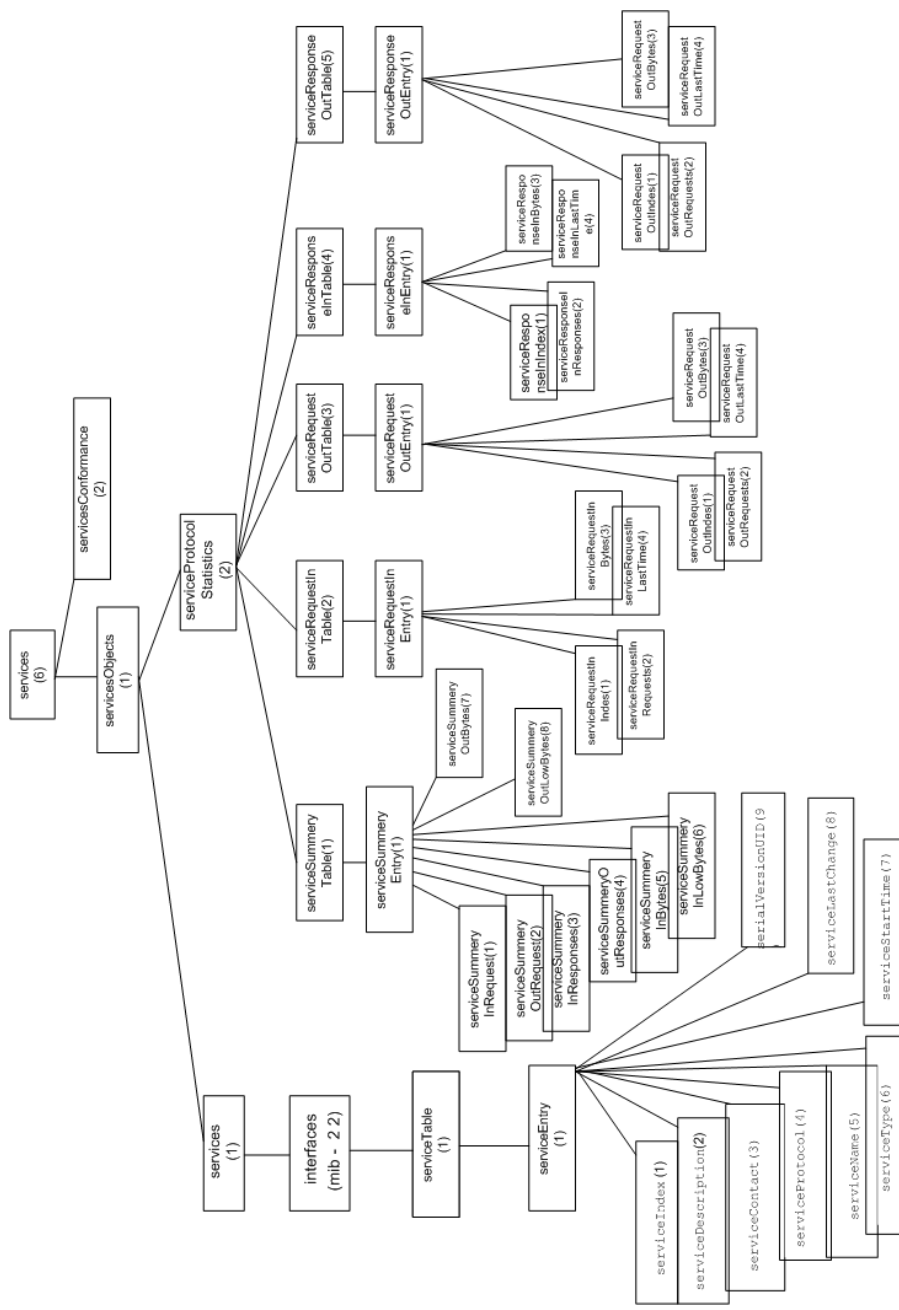 services
(6)
servicesConformance
(2)
servicesObjects
(1)
services
(1)
serviceProtocol
Statistics
(2)
interfaces
(mib - 2 2)
serviceTable
(1)
serviceEntry
(1)
serviceIndex (1)
serviceDescription(2)
serviceContact (3)
serviceProtocol (4)
serviceName (5)
serviceType (6)
serviceStartTime (7)
serviceLastChange (8)
serialVersionUID (9
serviceSummery
Table(1)
serviceSummery
Entry(1)
serviceSummery
InRequest(1)
serviceSummery
OutRequest(2)
serviceSummery
InResponses(3)
serviceSummeryO
utResponses(4)
serviceSummery
InBytes(5)
serviceSummery
InLowBytes(6)
serviceSummery
OutBytes(7)
serviceSummery
OutLowBytes(8)
serviceRequestIn
Table(2)
serviceRequestIn
Entry(1)
serviceRequestIn
Indes(1)
serviceRequestIn
Requests(2)
serviceRequestIn
Bytes(3)
serviceRequestIn
LastTime(4)
serviceRequest
OutTable(3)
serviceRequest
OutEntry(1)
serviceRequest
OutIndes(1)
serviceRequest
OutRequests(2)
serviceRequest
OutBytes(3)
serviceRequest
OutLastTime(4)
serviceRespons
eInTable(4)
serviceRespons
eInEntry(1)
serviceRespo
nseInIndex(1)
serviceResponseI
nResponses(2)
serviceRespo
nseInBytes(3)
serviceRespo
nseInLastTim
e(4)
serviceResponse
OutTable(5)
serviceResponse
OutEntry(1)
serviceRequest
OutIndes(1)
serviceRequest
OutRequests(2)
serviceRequest
OutBytes(3)
serviceRequest
OutLastTime(4)